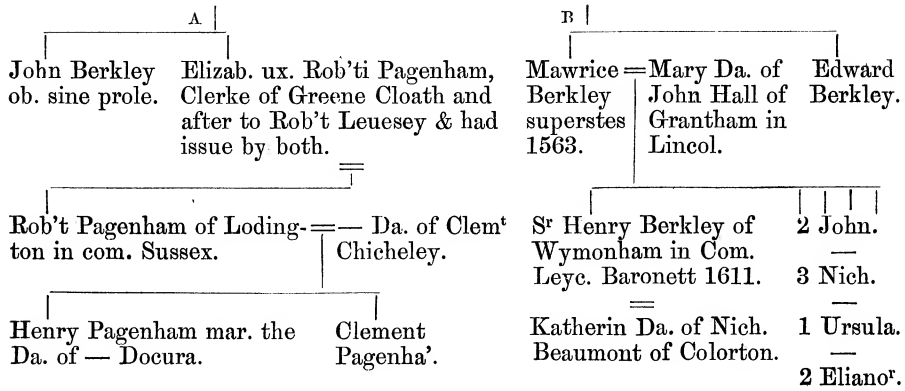 A
John Berkley
ob. sine prole.
Elizab. ux. Rob'ti Pagenham,
Clerke of Greene Cloath and
after to Rob't Leuesey & had
issue by both.
Rob't Pagenham of Loding-
ton in com. Sussex.
— Da. of Clemᵗ
Chicheley.
Henry Pagenham mar. the
Da. of — Docura.
Clement
Pagenha'.
B
Mawrice
Berkley
superstes
1563.
Mary Da. of
John Hall of
Grantham in
Lincol.
Edward
Berkley.
Sʳ Henry Berkley of
Wymonham in Com.
Leyc. Baronett 1611.
Katherin Da. of Nich.
Beaumont of Colorton.
2 John.
—
3 Nich.
—
1 Ursula.
—
2 Elianoʳ.